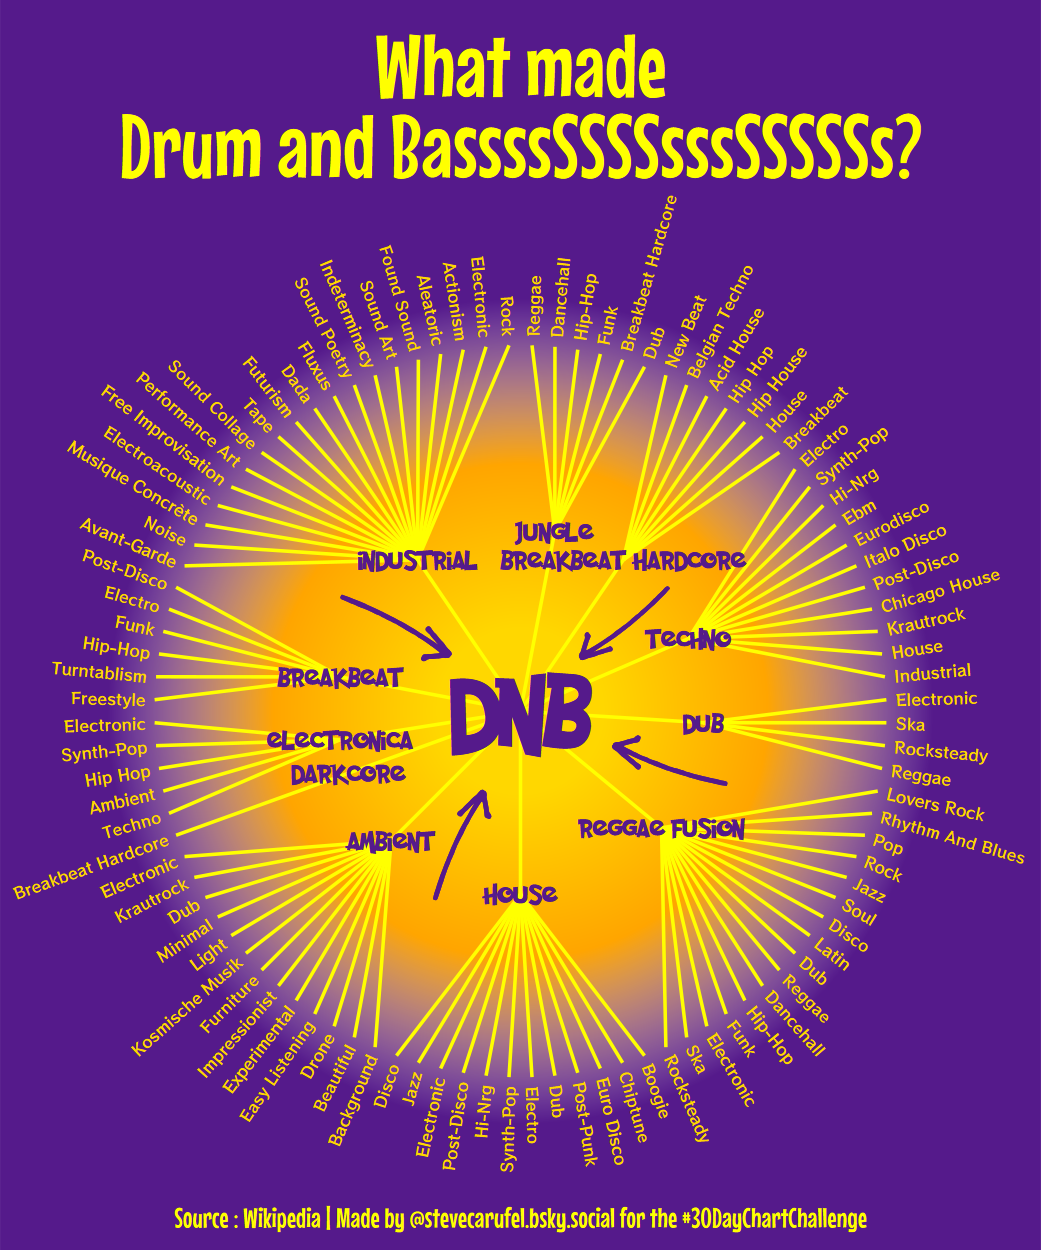 What made
Drum and BassssSSSSsssSSSSSs?
Reggae
Dancehall
Hip-Hop
Funk
Breakbeat Hardcore
Dub
New Beat
Belgian Techno
Acid House
Hip Hop
Hip House
House
Breakbeat
Electro
Synth-Pop
Hi-Nrg
Ebm
Eurodisco
Italo Disco
Post-Disco
Chicago House
Krautrock
House
Industrial
Electronic
Ska
Rocksteady
Reggae
Lovers Rock
Rhythm And Blues
Pop
Rock
Jazz
Soul
Disco
Latin
Dub
Reggae
Dancehall
Hip-Hop
Funk
Electronic
Ska
Rocksteady
Boogie
Chiptune
Euro Disco
Post-Punk
Dub
Electro
Synth-Pop
Hi-Nrg
Post-Disco
Electronic
Jazz
Disco
Background
Beautiful
Drone
Easy Listening
Experimental
Impressionist
Furniture
Kosmische Musik
Light
Minimal
Dub
Krautrock
Electronic
Breakbeat Hardcore
Techno
Ambient
Hip Hop
Synth-Pop
Electronic
Freestyle
Turntablism
Hip-Hop
Funk
Electro
Post-Disco
Avant-Garde
Noise
Musique Concrète
Electroacoustic
Free Improvisation
Performance Art
Sound Collage
Tape
Futurism
Dada
Fluxus
Sound Poetry
Indeterminacy
Sound Art
Found Sound
Aleatoric
Actionism
Electronic
Rock
JUNGLE
INDUSTRIAL
BREAKBEAT HARDCORE
TECHNO
BREAKBEAT
DNB
DUB
ELECTRONICA
DARKCORE
REGGAE FUSION
AMBIENT
HOUSE
Source : Wikipedia | Made by @stevecarufel.bsky.social for the #30DayChartChallenge